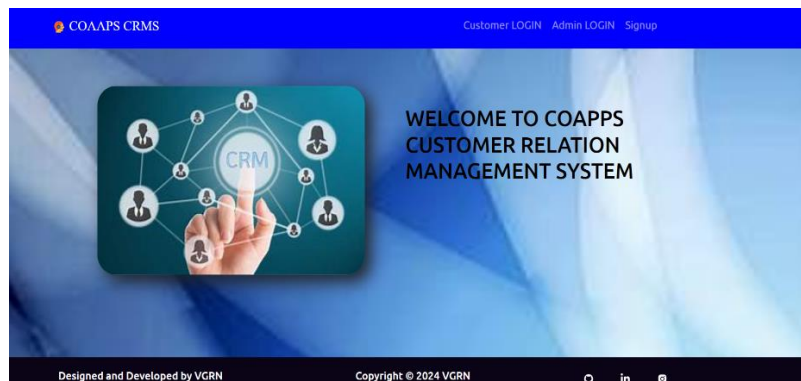 COAAPS CRMS
Customer LOGIN Admin LOGIN Signup
WELCOME TO COAPPS
CUSTOMER RELATION
MANAGEMENT SYSTEM
CRM
Designed and Developed by VGRN
Copyright © 2024 VGRN
in